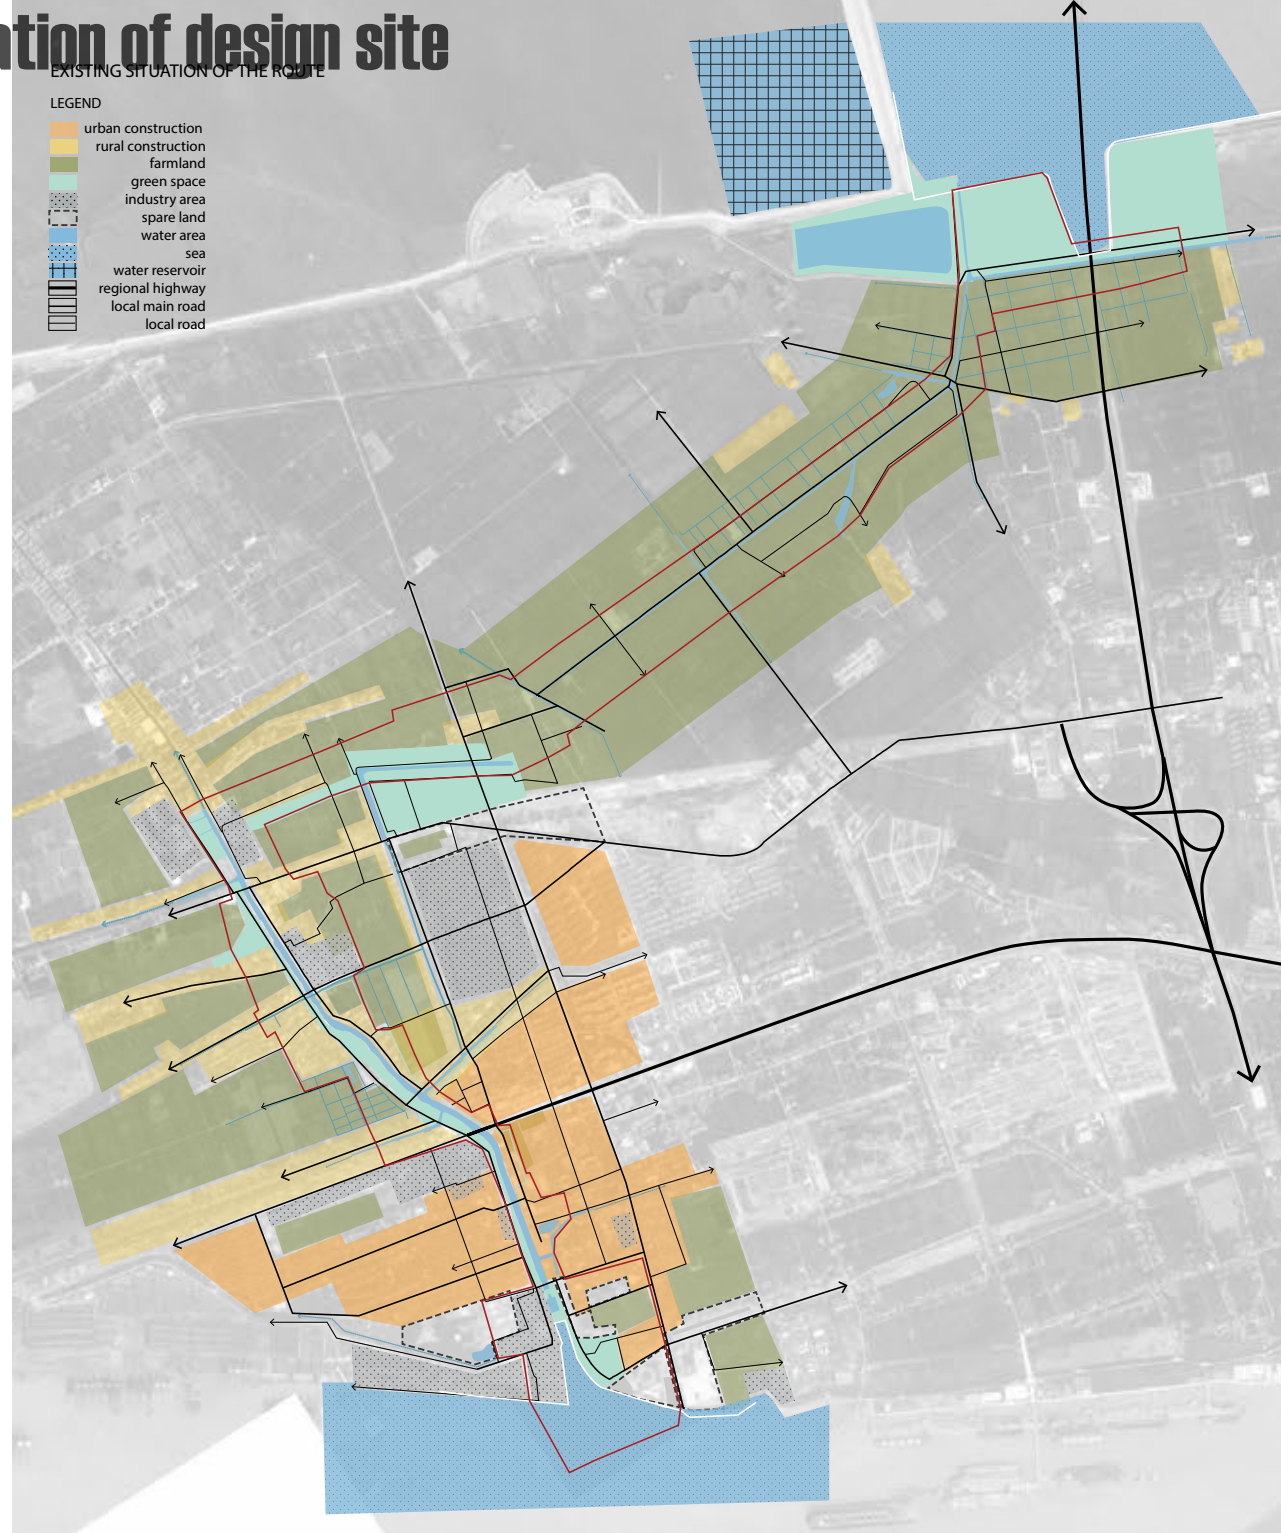 ation of design site
EXISTING SITUATION OF THE ROUTE
LEGEND
urban construction
rural construction
farmland
green space
industry area
spare land
water area
sea
water reservoir
regional highway
local main road
local road